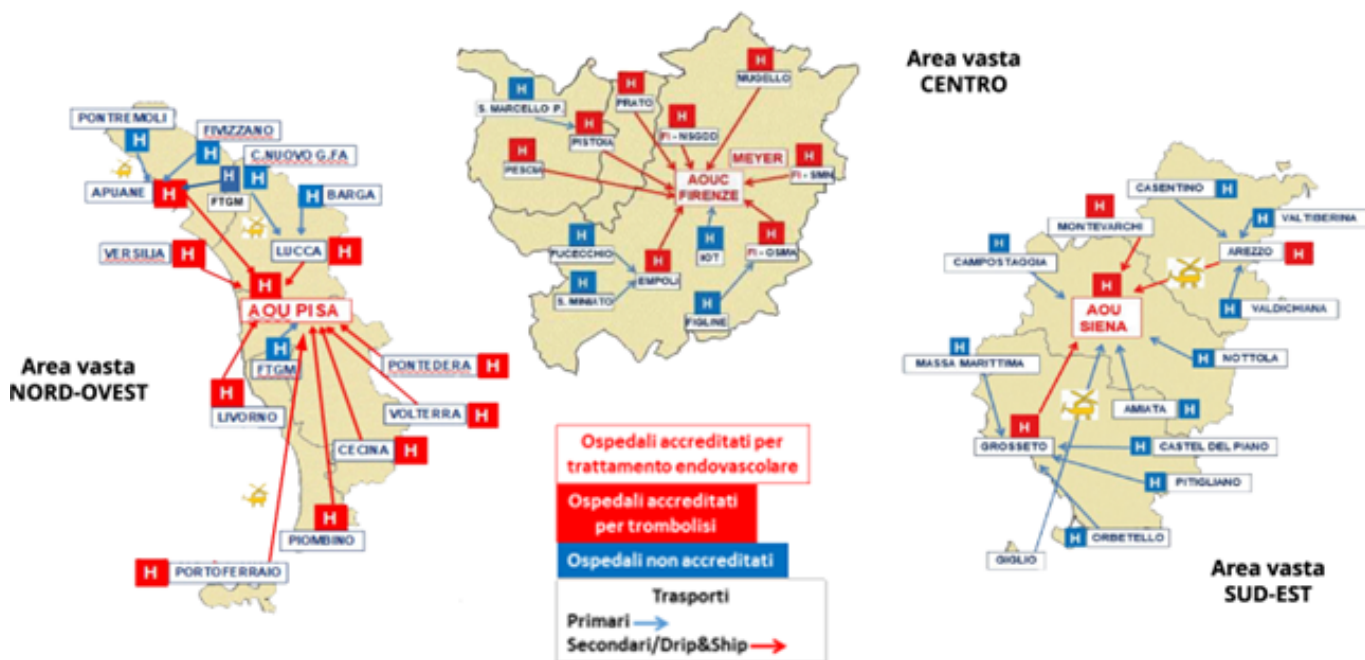 Area vasta
NORD-OVEST
PONTREMOLI
H
FIVIZZANO
H
C.NUOVO G.FA
H
H
FTGM
APUANE
H
H
BARGA
VERSILIA
H
LUCCA
H
H
AOU PISA
H
FTGM
H
LIVORNO
PONTEDERA
H
VOLTERRA
H
CECINA
H
H
PIOMBINO
H
PORTOFERRAIO
Area vasta
CENTRO
H
S. MARCELLO P.
H
PRATO
H
MUGELLO
H
PISTOIA
H
FI - NSGDD
H
PESCIA
MEYER
AOUC
FIRENZE
H
FI - SMN
H
FUCECCHIO
H
S. MINIATO
H
EMPOLI
H
IOT
H
FI - OSMA
H
FIGLINE
Ospedali accreditati per
trattamento endovascolare
Ospedali accreditati
per trombolisi
Ospedali non accreditati
Trasporti
Primari
Secondari/Drip&Ship
CASENTINO
H
H
VALTIBERINA
H
MONTEVARCHI
H
CAMPOSTAGGIA
AREZZO
H
H
VALDICHIANA
H
AOU
SIENA
H
MASSA MARITTIMA
H
NOTTOLA
AMIATA
H
H
GROSSETO
H
CASTEL DEL PIANO
H
PITIGLIANO
H
ORBETELLO
GIGLIO
Area vasta
SUD-EST